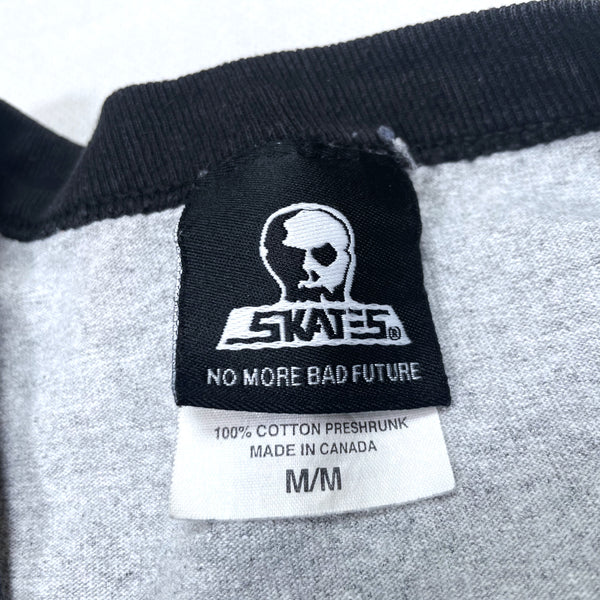 SKATES®
NO MORE BAD FUTURE
100% COTTON PRESHRUNK
MADE IN CANADA
M/M